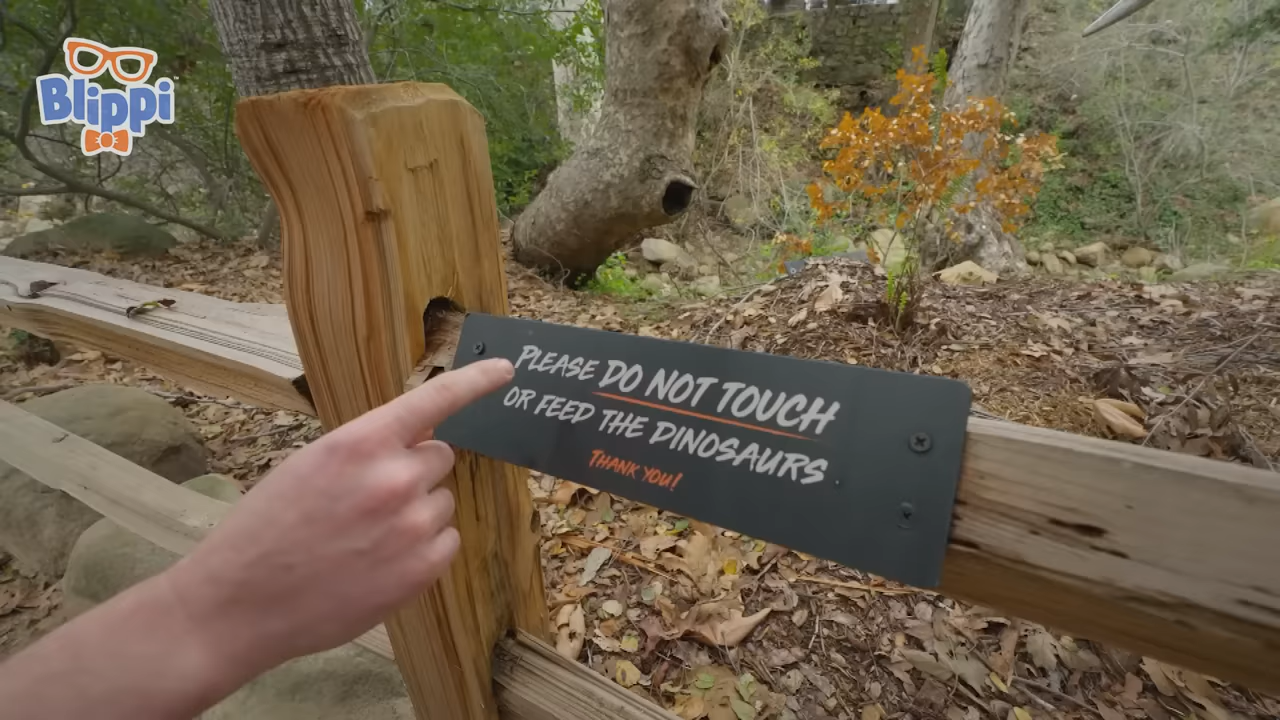 Blippi
PLEASE DO NOT TOUCH
OR FEED THE DINOSAURS
THANK YOU!